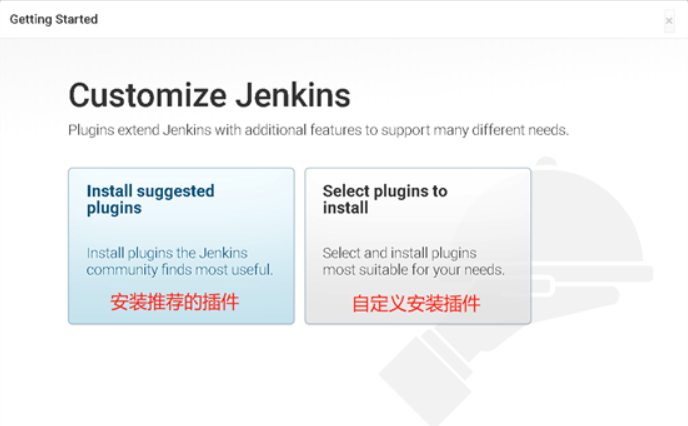 Getting Started
×
Customize Jenkins
Plugins extend Jenkins with additional features to support many different needs.
Install suggested
plugins
Install plugins the Jenkins
community finds most useful.
安装推荐的插件
Select plugins to
install
Select and install plugins
most suitable for your needs.
自定义安装插件